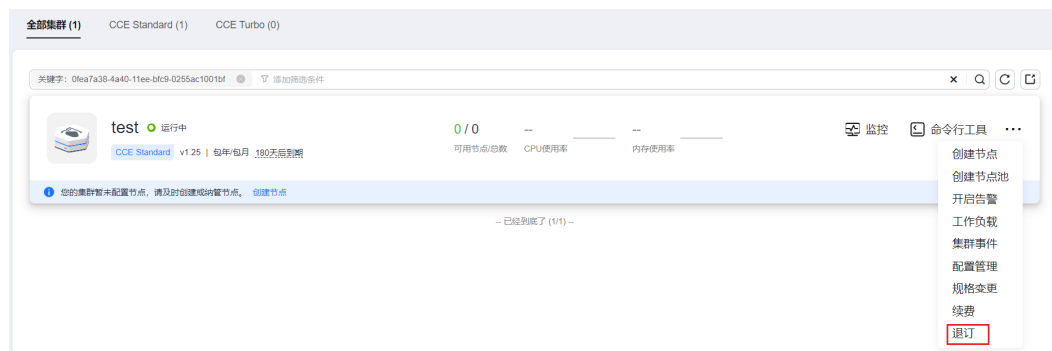 全部集群 (1) CCE Standard (1) CCE Turbo (0)
关键字: 0fea7a38-4a40-11ee-bfc9-0255ac1001bf 添加筛选条件
test 运行中 0 / 0 -- -- 监控 命令行工具
CCE Standard v1.25 | 包年/包月 180天后到期 可用节点/总数 CPU使用率 内存使用率
创建节点
创建节点池
您的集群暂未配置节点，请及时创建或纳管节点。 创建节点
开启告警
-- 已经到底了 (1/1) --
工作负载
集群事件
配置管理
规格变更
续费
退订